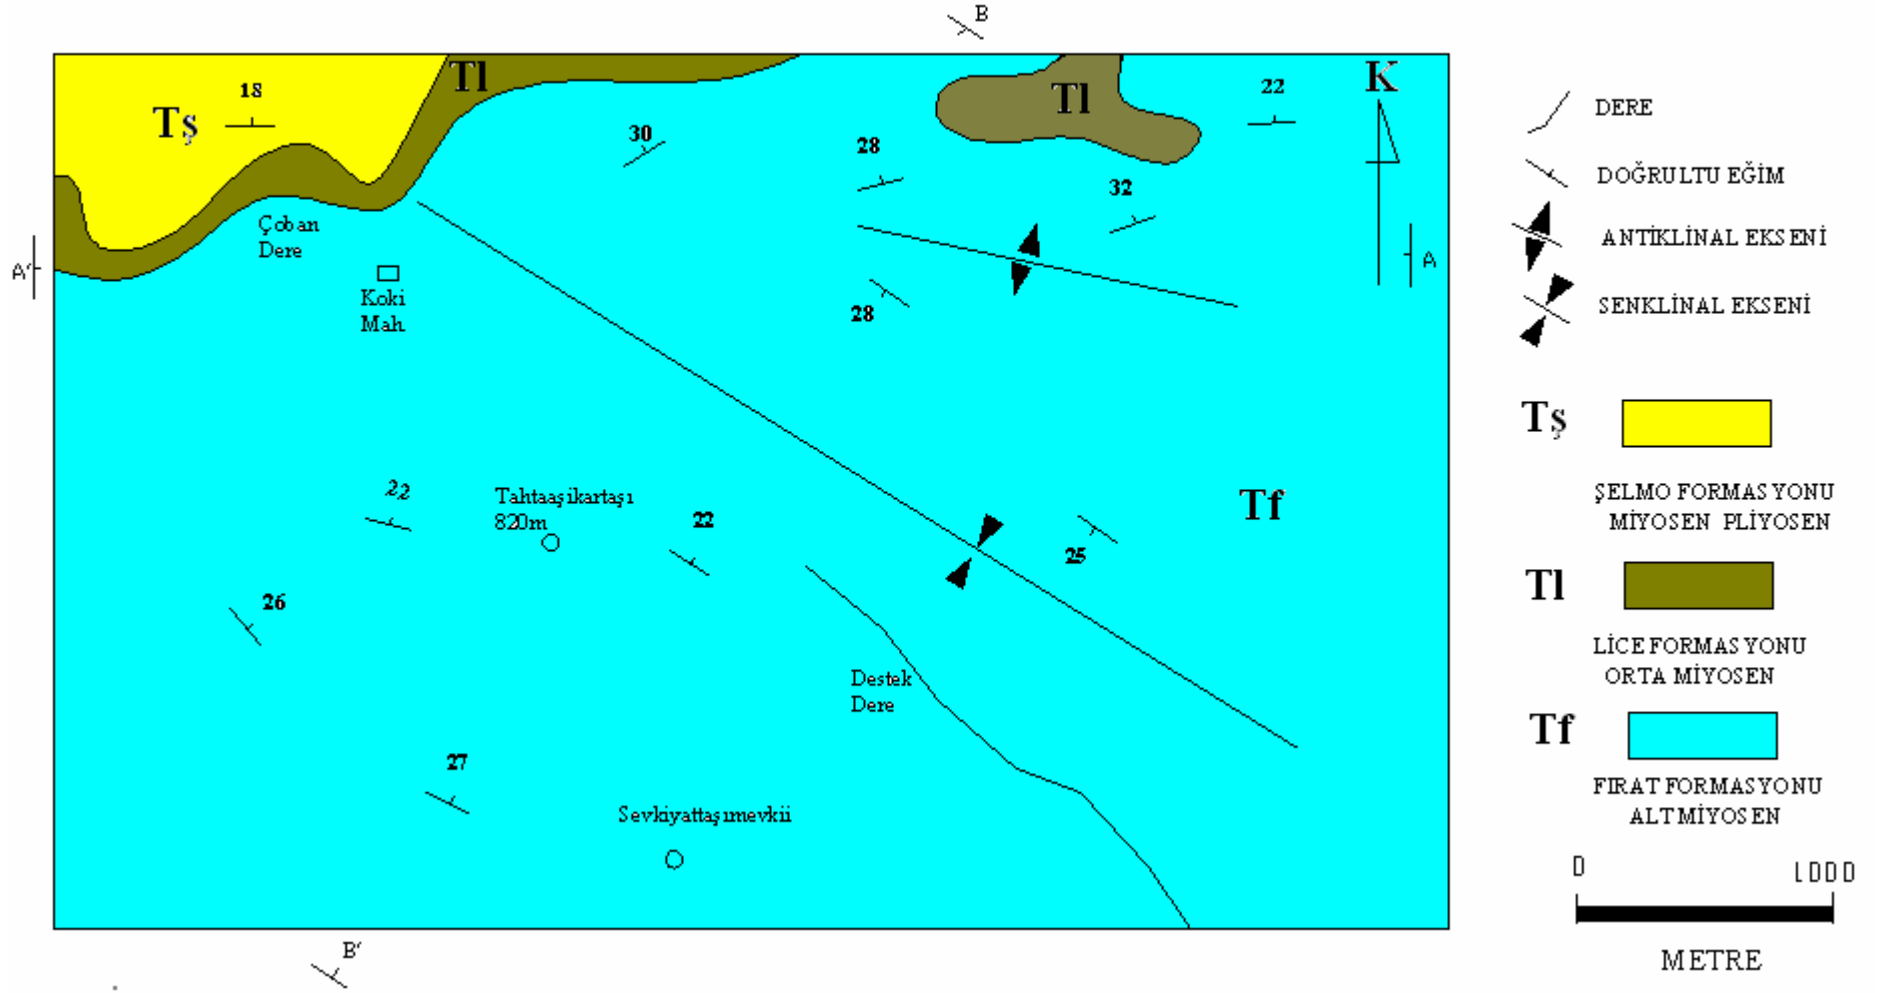 B
18
Tş
Tl
30
28
Tl
22
K
32
Çoban
Dere
A'
A
Koki
Mah.
28
22
Tahtaaşikartaşı
820m
22
25
Tf
26
Destek
Dere
27
Sevkiyattaşımevkii
B'
DERE
DOĞRULTU EĞİM
ANTİKLİNAL EKSENİ
SENKLİNAL EKSENİ
Tş
ŞELMO FORMASYONU
MİYOSEN PLİYOSEN
Tl
LİCE FORMASYONU
ORTA MİYOSEN
Tf
FIRAT FORMASYONU
ALT MİYOSEN
0 1000
METRE